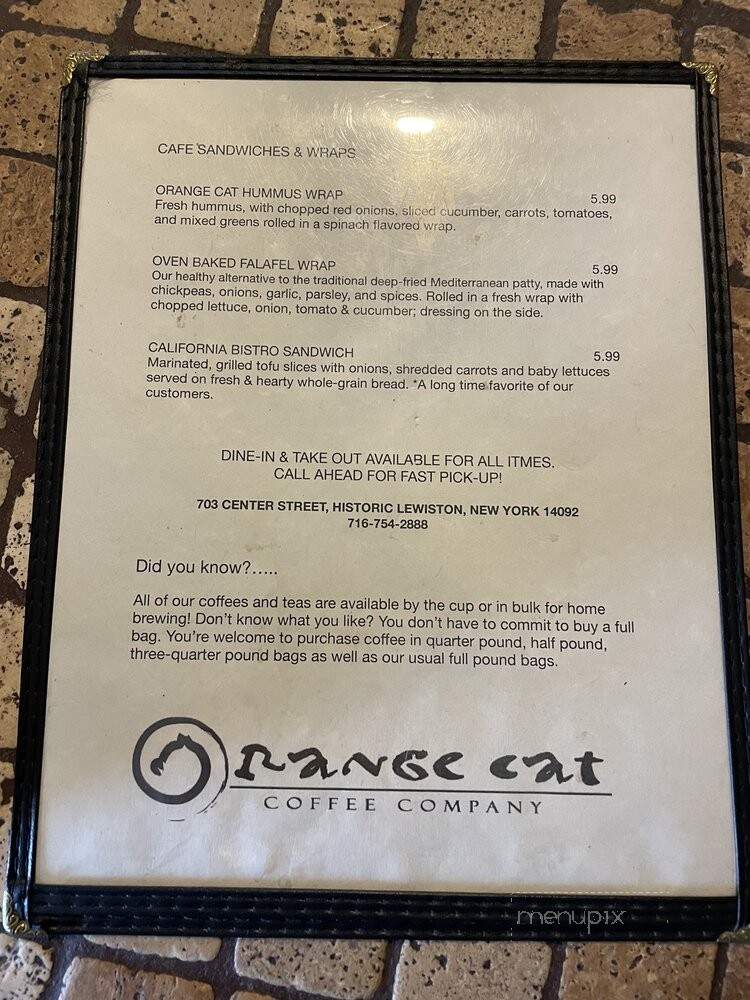 CAFE SANDWICHES & WRAPS
ORANGE CAT HUMMUS WRAP 5.99
Fresh hummus, with chopped red onions, sliced cucumber, carrots, tomatoes,
and mixed greens rolled in a spinach flavored wrap.
OVEN BAKED FALAFEL WRAP 5.99
Our healthy alternative to the traditional deep-fried Mediterranean patty, made with
chickpeas, onions, garlic, parsley, and spices. Rolled in a fresh wrap with
chopped lettuce, onion, tomato & cucumber; dressing on the side.
CALIFORNIA BISTRO SANDWICH 5.99
Marinated, grilled tofu slices with onions, shredded carrots and baby lettuces
served on fresh & hearty whole-grain bread. *A long time favorite of our
customers.
DINE-IN & TAKE OUT AVAILABLE FOR ALL ITMES.
CALL AHEAD FOR FAST PICK-UP!
703 CENTER STREET, HISTORIC LEWISTON, NEW YORK 14092
716-754-2888
Did you know?.....
All of our coffees and teas are available by the cup or in bulk for home
brewing! Don't know what you like? You don't have to commit to buy a full
bag. You're welcome to purchase coffee in quarter pound, half pound,
three-quarter pound bags as well as our usual full pound bags.
ORANGE CAT
COFFEE COMPANY
menupix